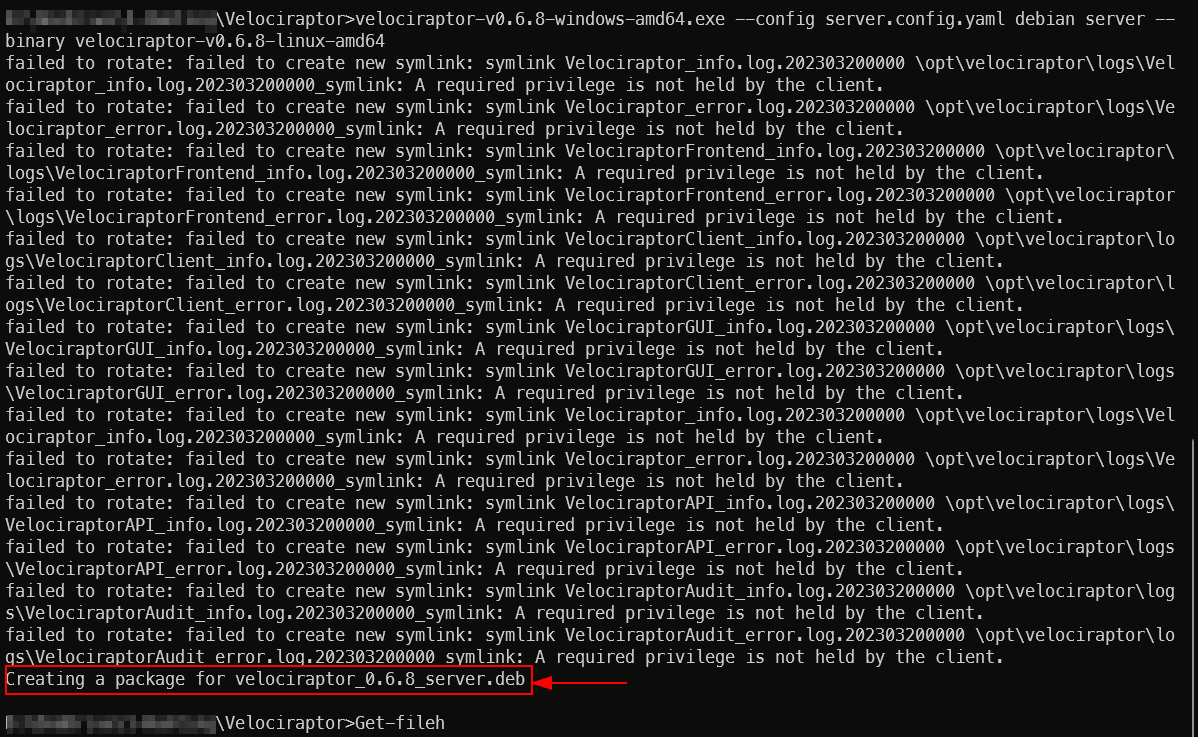 \Velociraptor>velociraptor-v0.6.8-windows-amd64.exe --config server.config.yaml debian server --
binary velociraptor-v0.6.8-linux-amd64
failed to rotate: failed to create new symlink: symlink Velociraptor_info.log.202303200000 \opt\velociraptor\logs\Vel
ociraptor_info.log.202303200000_symlink: A required privilege is not held by the client.
failed to rotate: failed to create new symlink: symlink Velociraptor_error.log.202303200000 \opt\velociraptor\logs\Ve
lociraptor_error.log.202303200000_symlink: A required privilege is not held by the client.
failed to rotate: failed to create new symlink: symlink VelociraptorFrontend_info.log.202303200000 \opt\velociraptor\
logs\VelociraptorFrontend_info.log.202303200000_symlink: A required privilege is not held by the client.
failed to rotate: failed to create new symlink: symlink VelociraptorFrontend_error.log.202303200000 \opt\velociraptor
\logs\VelociraptorFrontend_error.log.202303200000_symlink: A required privilege is not held by the client.
failed to rotate: failed to create new symlink: symlink VelociraptorClient_info.log.202303200000 \opt\velociraptor\lo
gs\VelociraptorClient_info.log.202303200000_symlink: A required privilege is not held by the client.
failed to rotate: failed to create new symlink: symlink VelociraptorClient_error.log.202303200000 \opt\velociraptor\l
ogs\VelociraptorClient_error.log.202303200000_symlink: A required privilege is not held by the client.
failed to rotate: failed to create new symlink: symlink VelociraptorGUI_info.log.202303200000 \opt\velociraptor\logs\
VelociraptorGUI_info.log.202303200000_symlink: A required privilege is not held by the client.
failed to rotate: failed to create new symlink: symlink VelociraptorGUI_error.log.202303200000 \opt\velociraptor\logs
\VelociraptorGUI_error.log.202303200000_symlink: A required privilege is not held by the client.
failed to rotate: failed to create new symlink: symlink Velociraptor_info.log.202303200000 \opt\velociraptor\logs\Vel
ociraptor_info.log.202303200000_symlink: A required privilege is not held by the client.
failed to rotate: failed to create new symlink: symlink Velociraptor_error.log.202303200000 \opt\velociraptor\logs\Ve
lociraptor_error.log.202303200000_symlink: A required privilege is not held by the client.
failed to rotate: failed to create new symlink: symlink VelociraptorAPI_info.log.202303200000 \opt\velociraptor\logs\
VelociraptorAPI_info.log.202303200000_symlink: A required privilege is not held by the client.
failed to rotate: failed to create new symlink: symlink VelociraptorAPI_error.log.202303200000 \opt\velociraptor\logs
\VelociraptorAPI_error.log.202303200000_symlink: A required privilege is not held by the client.
failed to rotate: failed to create new symlink: symlink VelociraptorAudit_info.log.202303200000 \opt\velociraptor\log
s\VelociraptorAudit_info.log.202303200000_symlink: A required privilege is not held by the client.
failed to rotate: failed to create new symlink: symlink VelociraptorAudit_error.log.202303200000 \opt\velociraptor\lo
gs\VelociraptorAudit_error.log.202303200000_symlink: A required privilege is not held by the client.
Creating a package for velociraptor_0.6.8_server.deb
\Velociraptor>Get-fileh